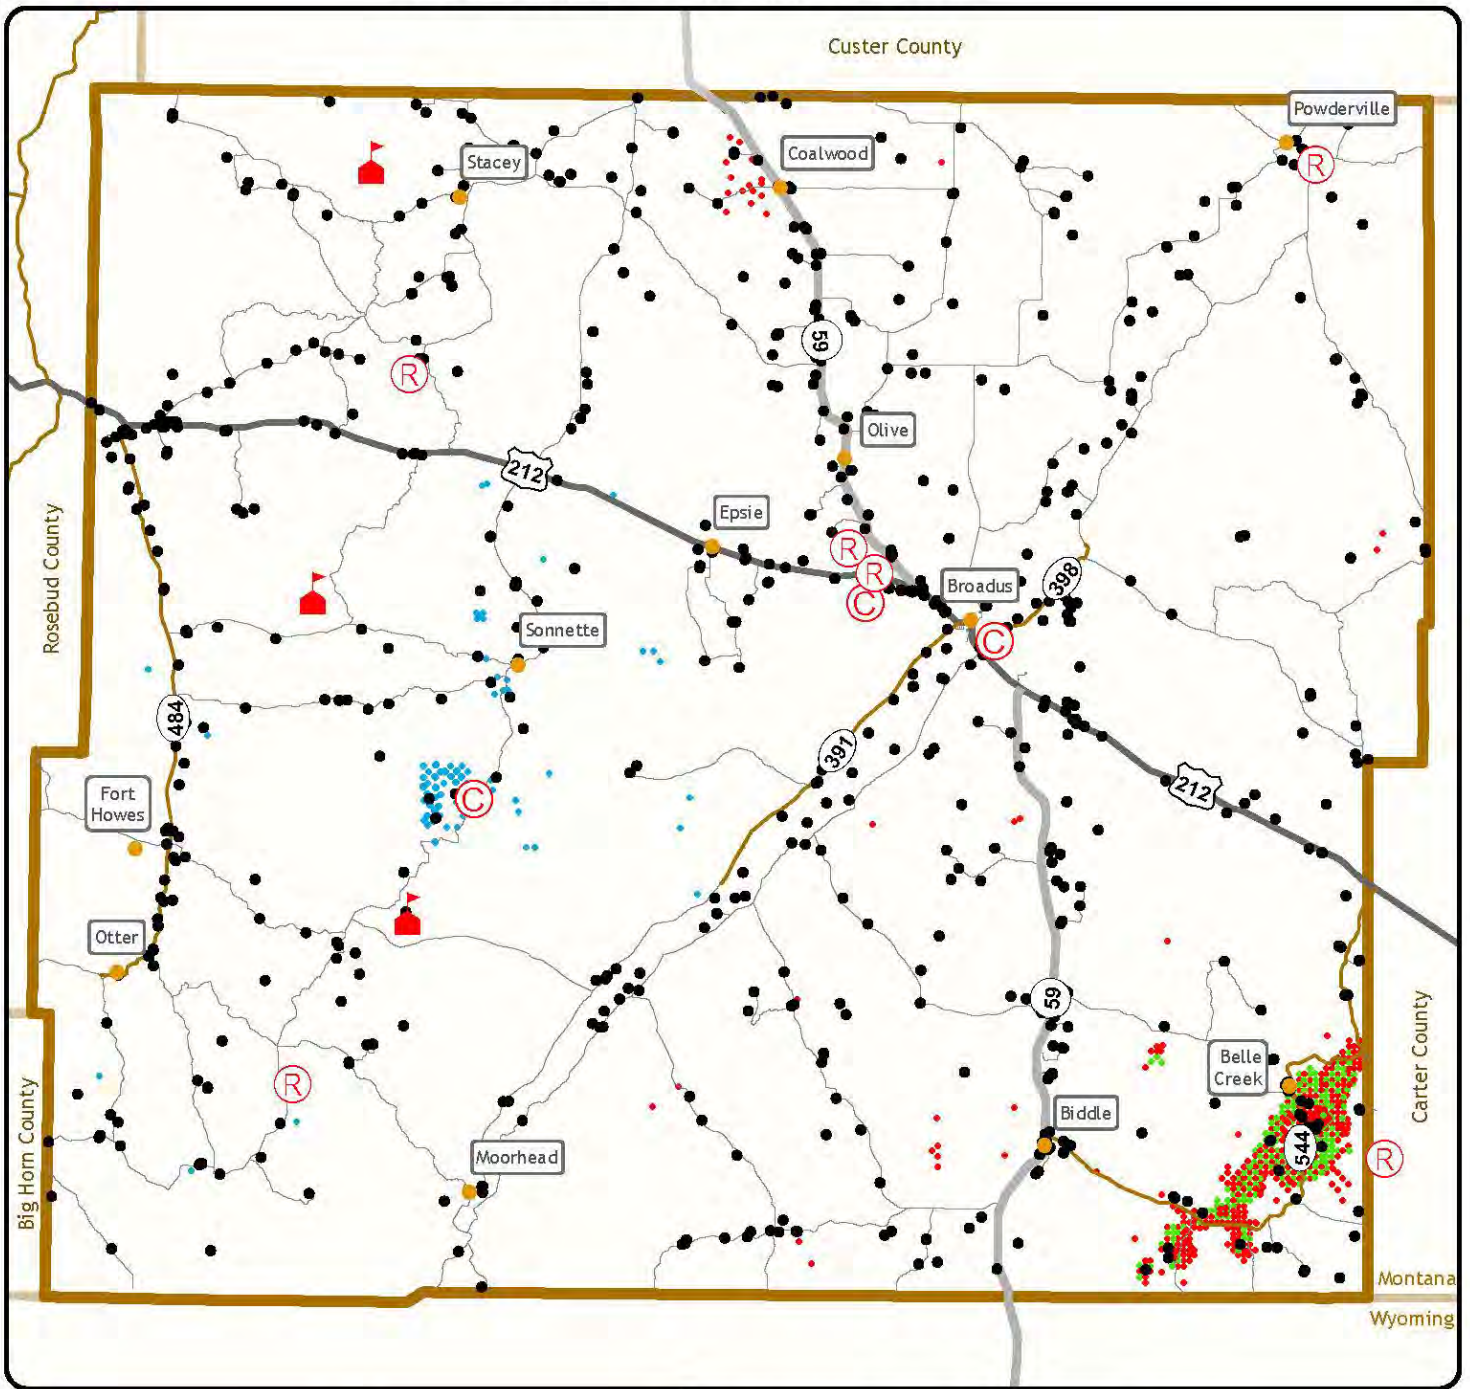 Custer County
Powderville
Coalwood
Stacey
R
59
R
Olive
212
Epsie
Rosebud County
R
R
Broadus
398
C
Sonnette
C
484
391
212
Fort
Howes
C
Otter
59
Carter County
Belle
Creek
R
Big Horn County
Biddle
544
R
Moorhead
Montana
Wyoming